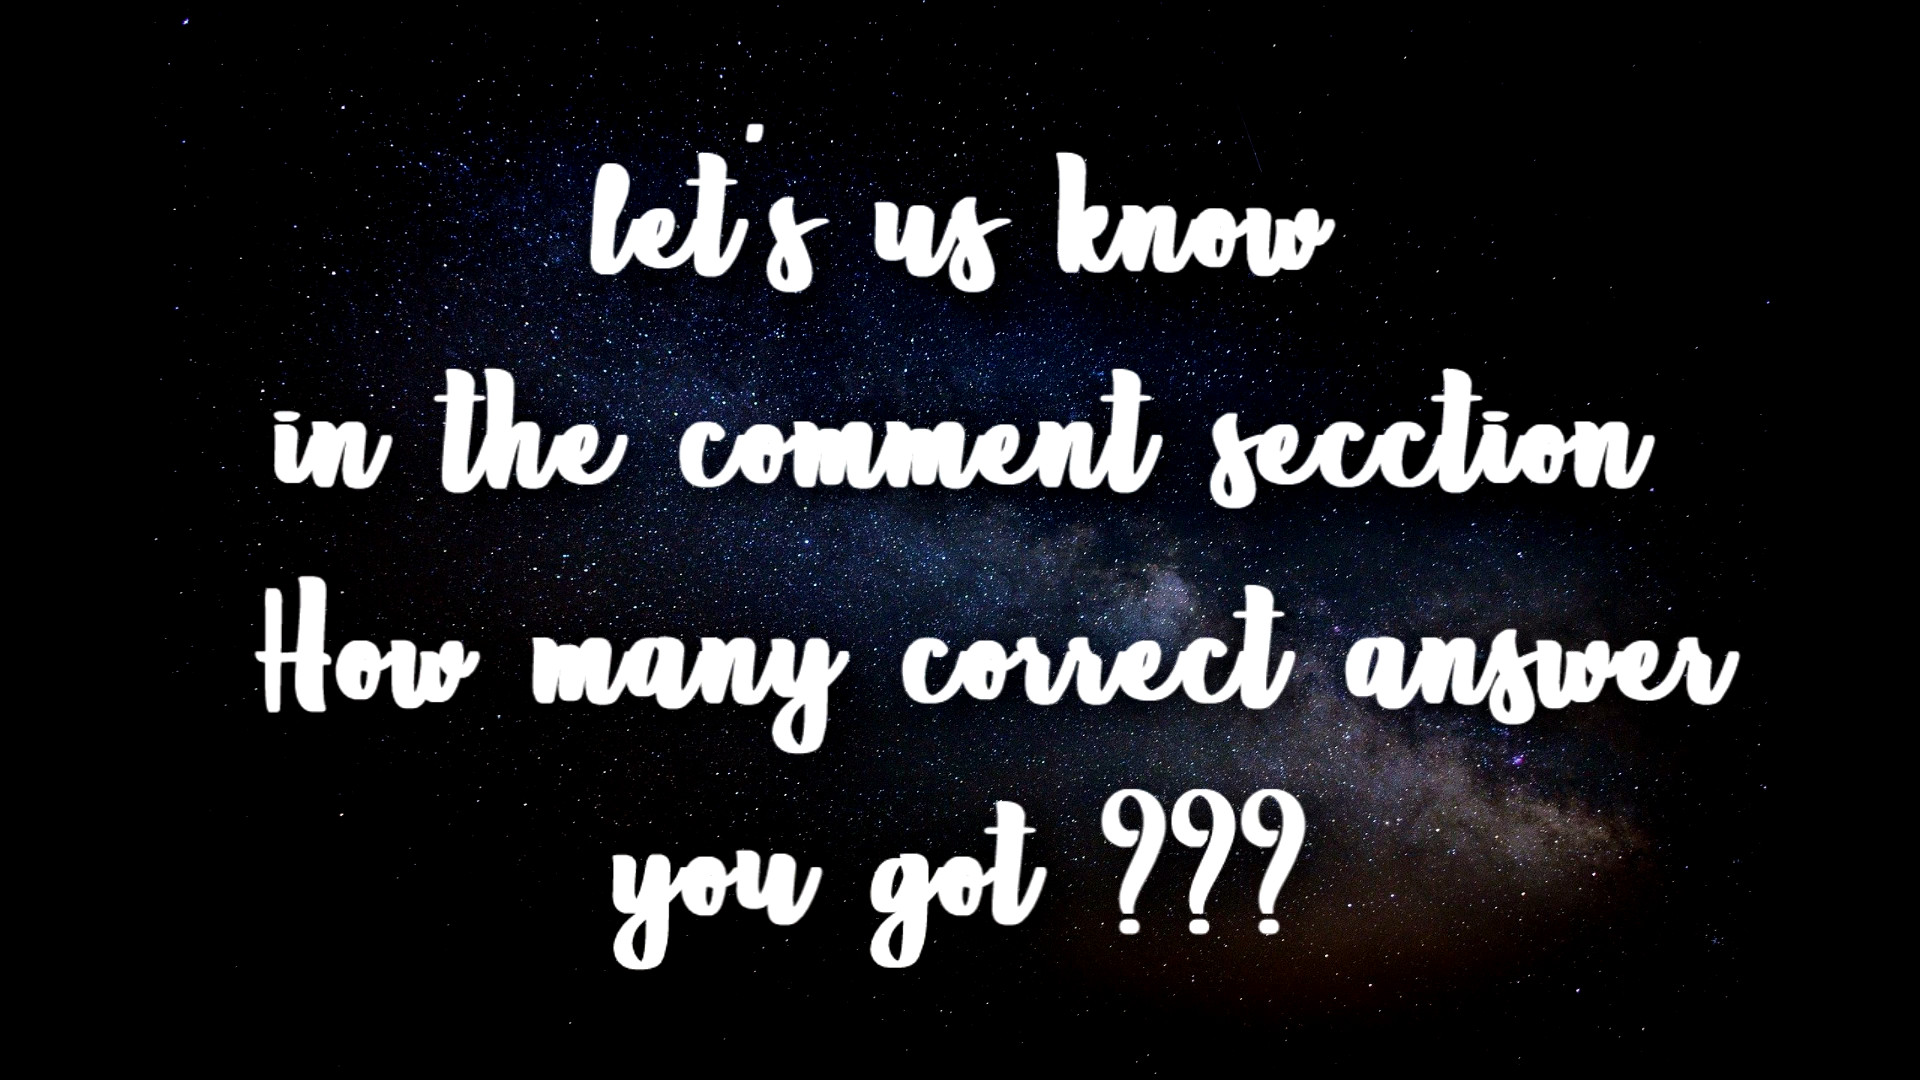 let's us know
in the comment secction
How many correct answer
you got ???